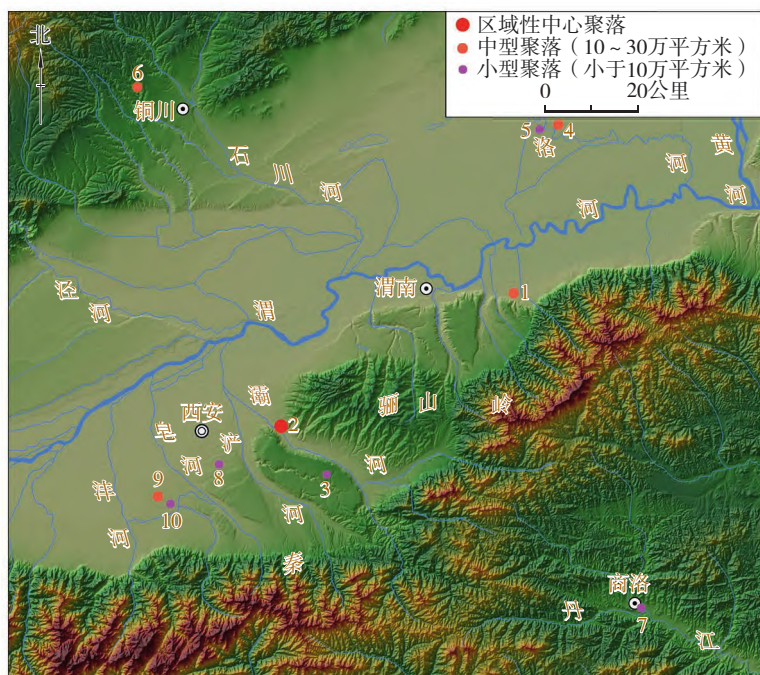 北
区域性中心聚落
中型聚落（10～30万平方米）
小型聚落（小于10万平方米）
0 20公里
6
铜川
石川河
5
4
洛河
黄河
泾河
渭河
渭南
1
骊山
秦岭
灞河
西安
2
皂河
浐河
8
3
沣河
9
10
商洛
7
丹江